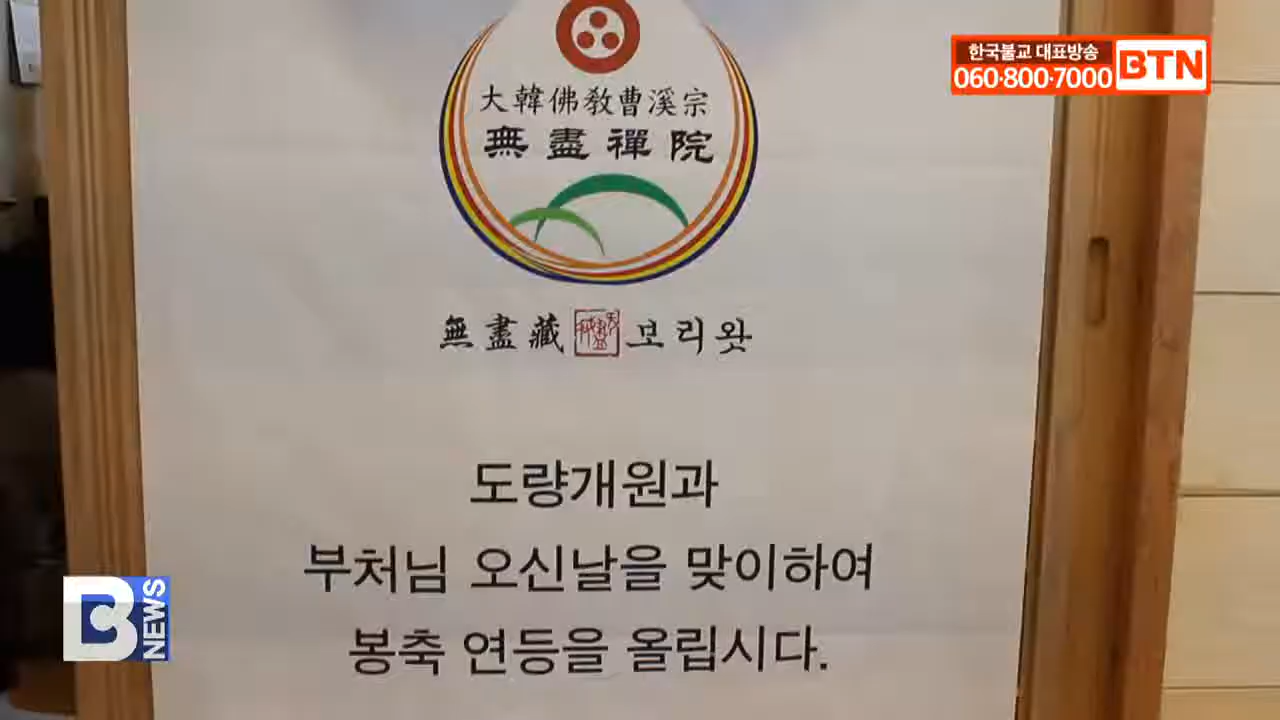 한국불교 대표방송
060·800·7000 BTN
大韓佛敎曹溪宗
無盡禪院
無盡藏 보리왓
도량개원과
부처님 오신날을 맞이하여
봉축 연등을 올립시다.
B NEWS